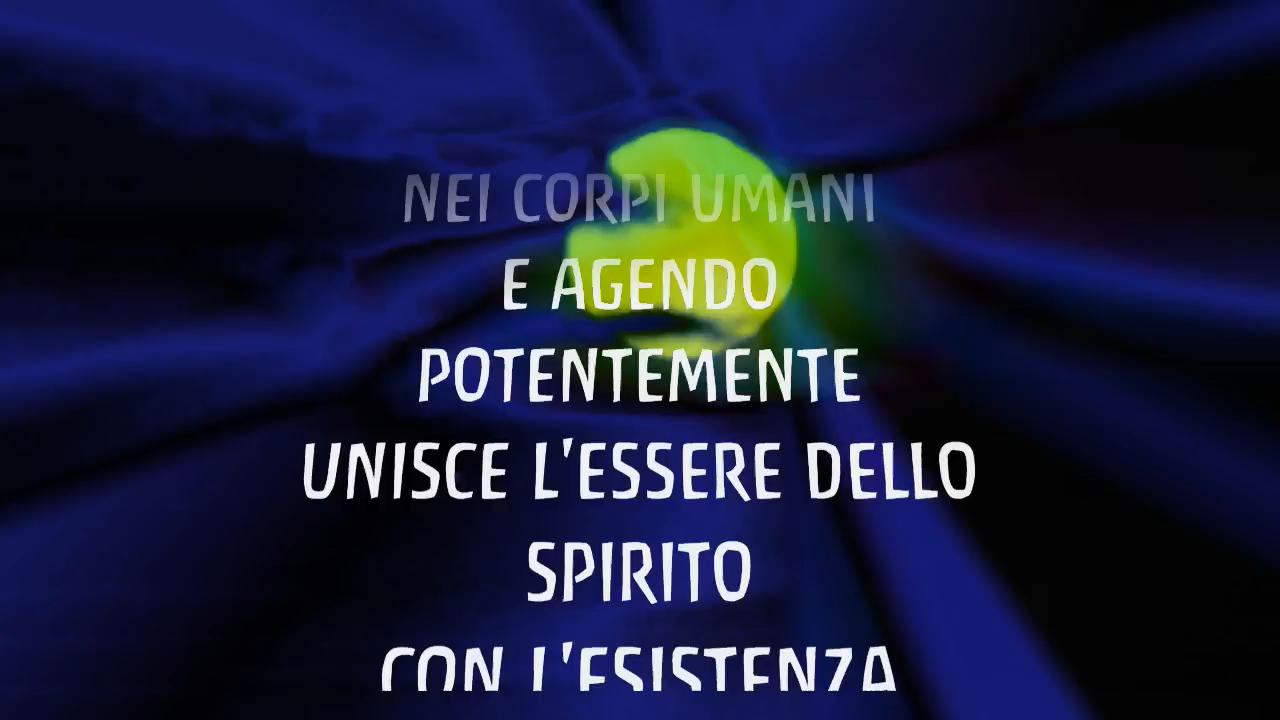 NEI CORPI UMANI
E AGENDO
POTENTEMENTE
UNISCE L'ESSERE DELLO
SPIRITO
CON L'ESISTENZA